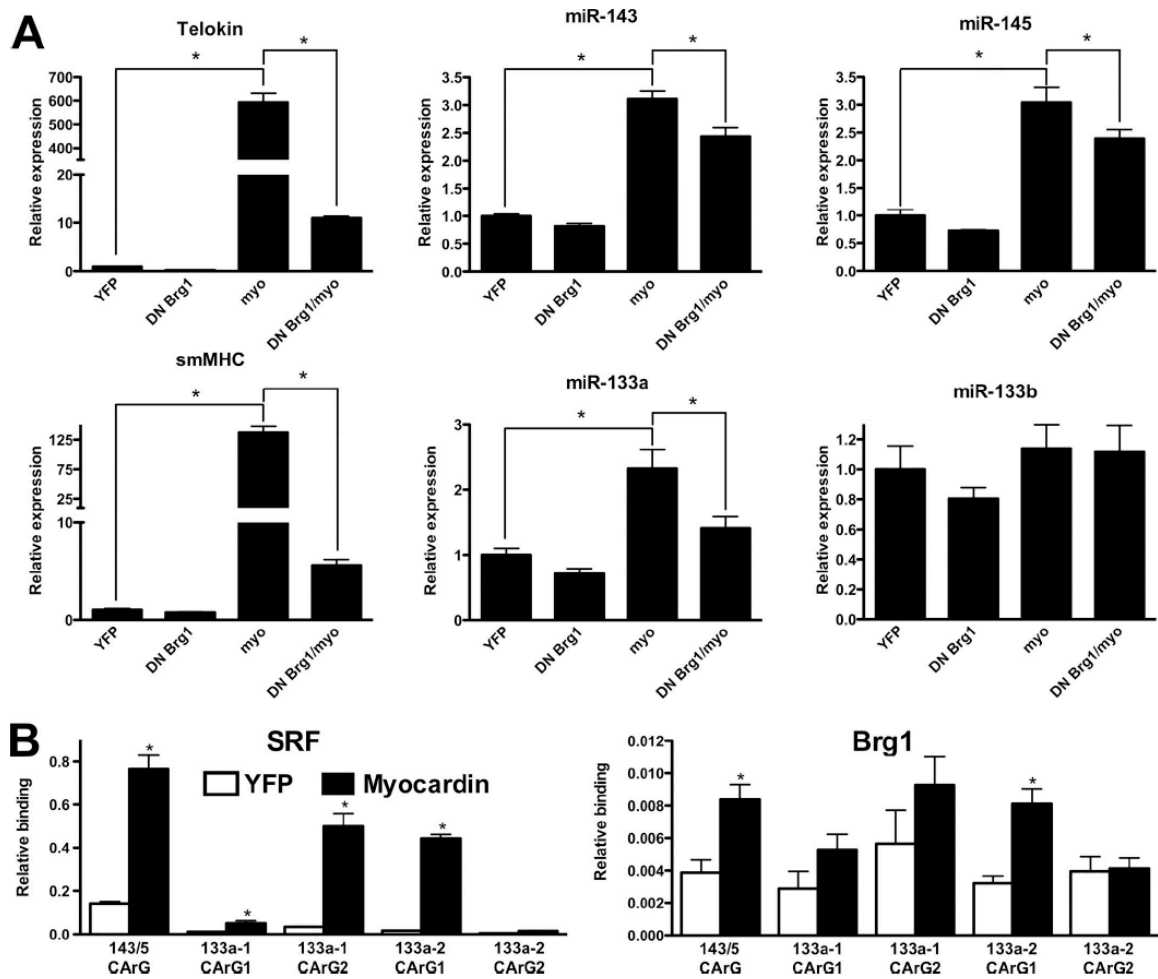 A
Telokin
*
*
Relative expression
700
600
500
400
20
10
0
YFP
DN Brg1
myo
DN Brg1/myo
miR-143
*
*
Relative expression
3.5
3.0
2.5
2.0
1.5
1.0
0.5
0.0
YFP
DN Brg1
myo
DN Brg1/myo
miR-145
*
*
Relative expression
3.5
3.0
2.5
2.0
1.5
1.0
0.5
0.0
YFP
DN Brg1
myo
DN Brg1/myo
smMHC
*
*
Relative expression
125
75
25
10
0
YFP
DN Brg1
myo
DN Brg1/myo
miR-133a
*
*
Relative expression
3
2
1
0
YFP
DN Brg1
myo
DN Brg1/myo
miR-133b
Relative expression
1.2
1.0
0.8
0.6
0.4
0.2
0.0
YFP
DN Brg1
myo
DN Brg1/myo
B
SRF
YFP
Myocardin
*
*
*
*
Relative binding
0.8
0.6
0.4
0.2
0.0
143/5
CArG
133a-1
CArG1
133a-1
CArG2
133a-2
CArG1
133a-2
CArG2
Brg1
*
*
Relative binding
0.012
0.010
0.008
0.006
0.004
0.002
0.000
143/5
CArG
133a-1
CArG1
133a-1
CArG2
133a-2
CArG1
133a-2
CArG2